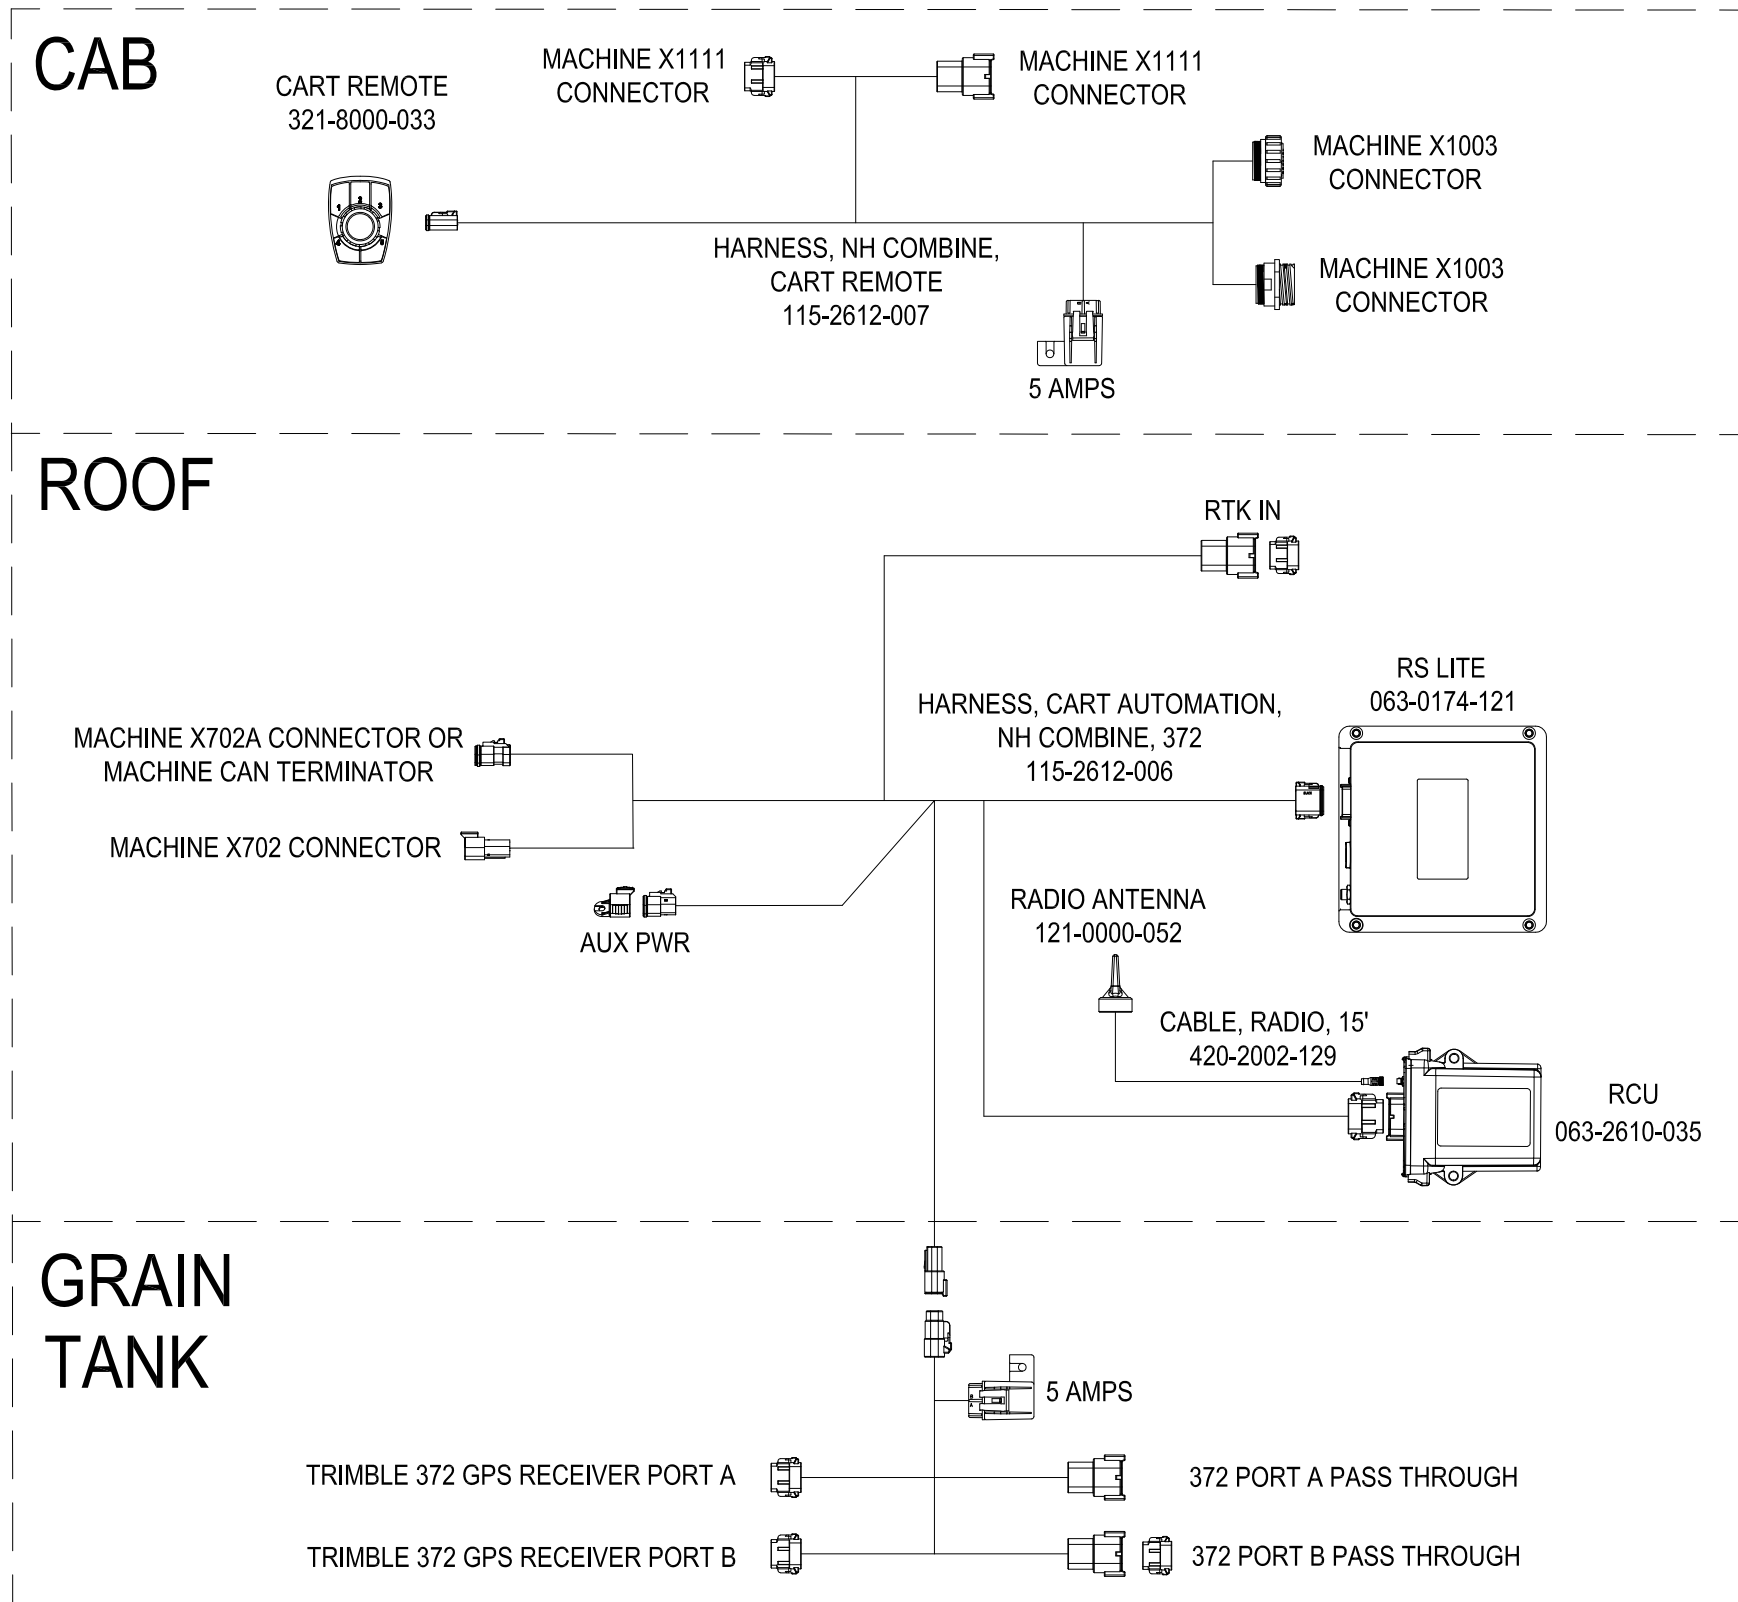 CAB
CART REMOTE
321-8000-033
1 2 3
MACHINE X1111
CONNECTOR
MACHINE X1111
CONNECTOR
MACHINE X1003
CONNECTOR
HARNESS, NH COMBINE,
CART REMOTE
115-2612-007
MACHINE X1003
CONNECTOR
5 AMPS
ROOF
RTK IN
RS LITE
063-0174-121
HARNESS, CART AUTOMATION,
NH COMBINE, 372
115-2612-006
MACHINE X702A CONNECTOR OR
MACHINE CAN TERMINATOR
MACHINE X702 CONNECTOR
AUX PWR
RADIO ANTENNA
121-0000-052
CABLE, RADIO, 15'
420-2002-129
RCU
063-2610-035
GRAIN
TANK
5 AMPS
TRIMBLE 372 GPS RECEIVER PORT A
372 PORT A PASS THROUGH
TRIMBLE 372 GPS RECEIVER PORT B
372 PORT B PASS THROUGH